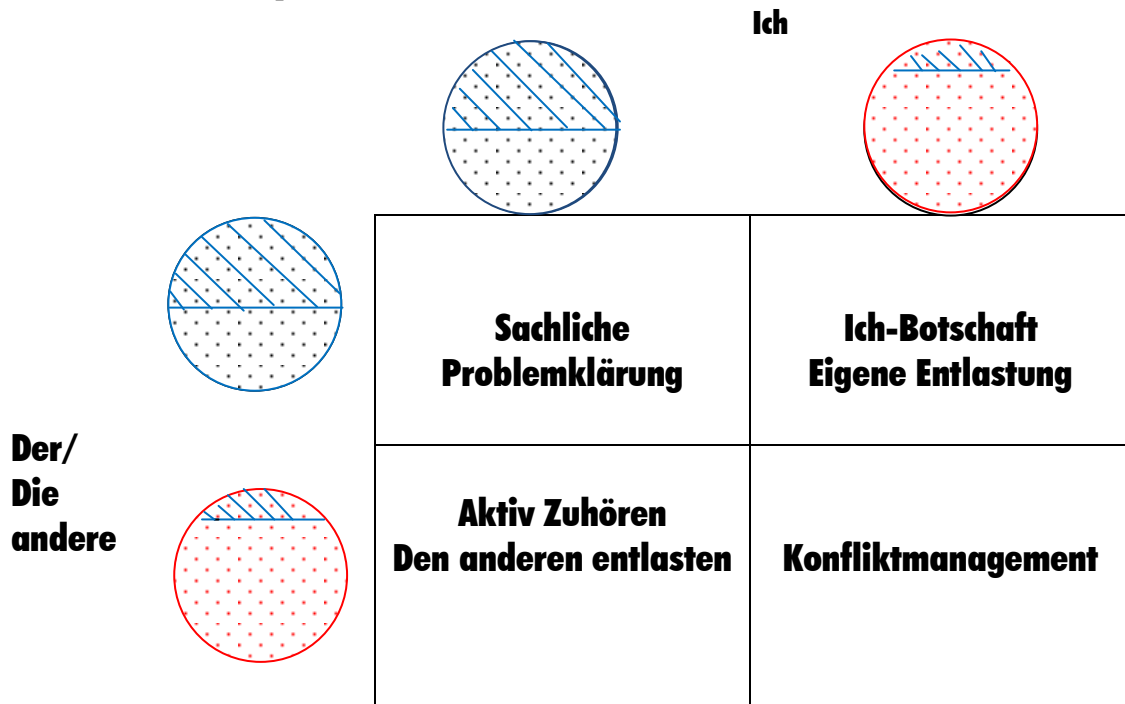 Ich
Sachliche
Problemklärung
Ich-Botschaft
Eigene Entlastung
Der/
Die
andere
Aktiv Zuhören
Den anderen entlasten
Konfliktmanagement